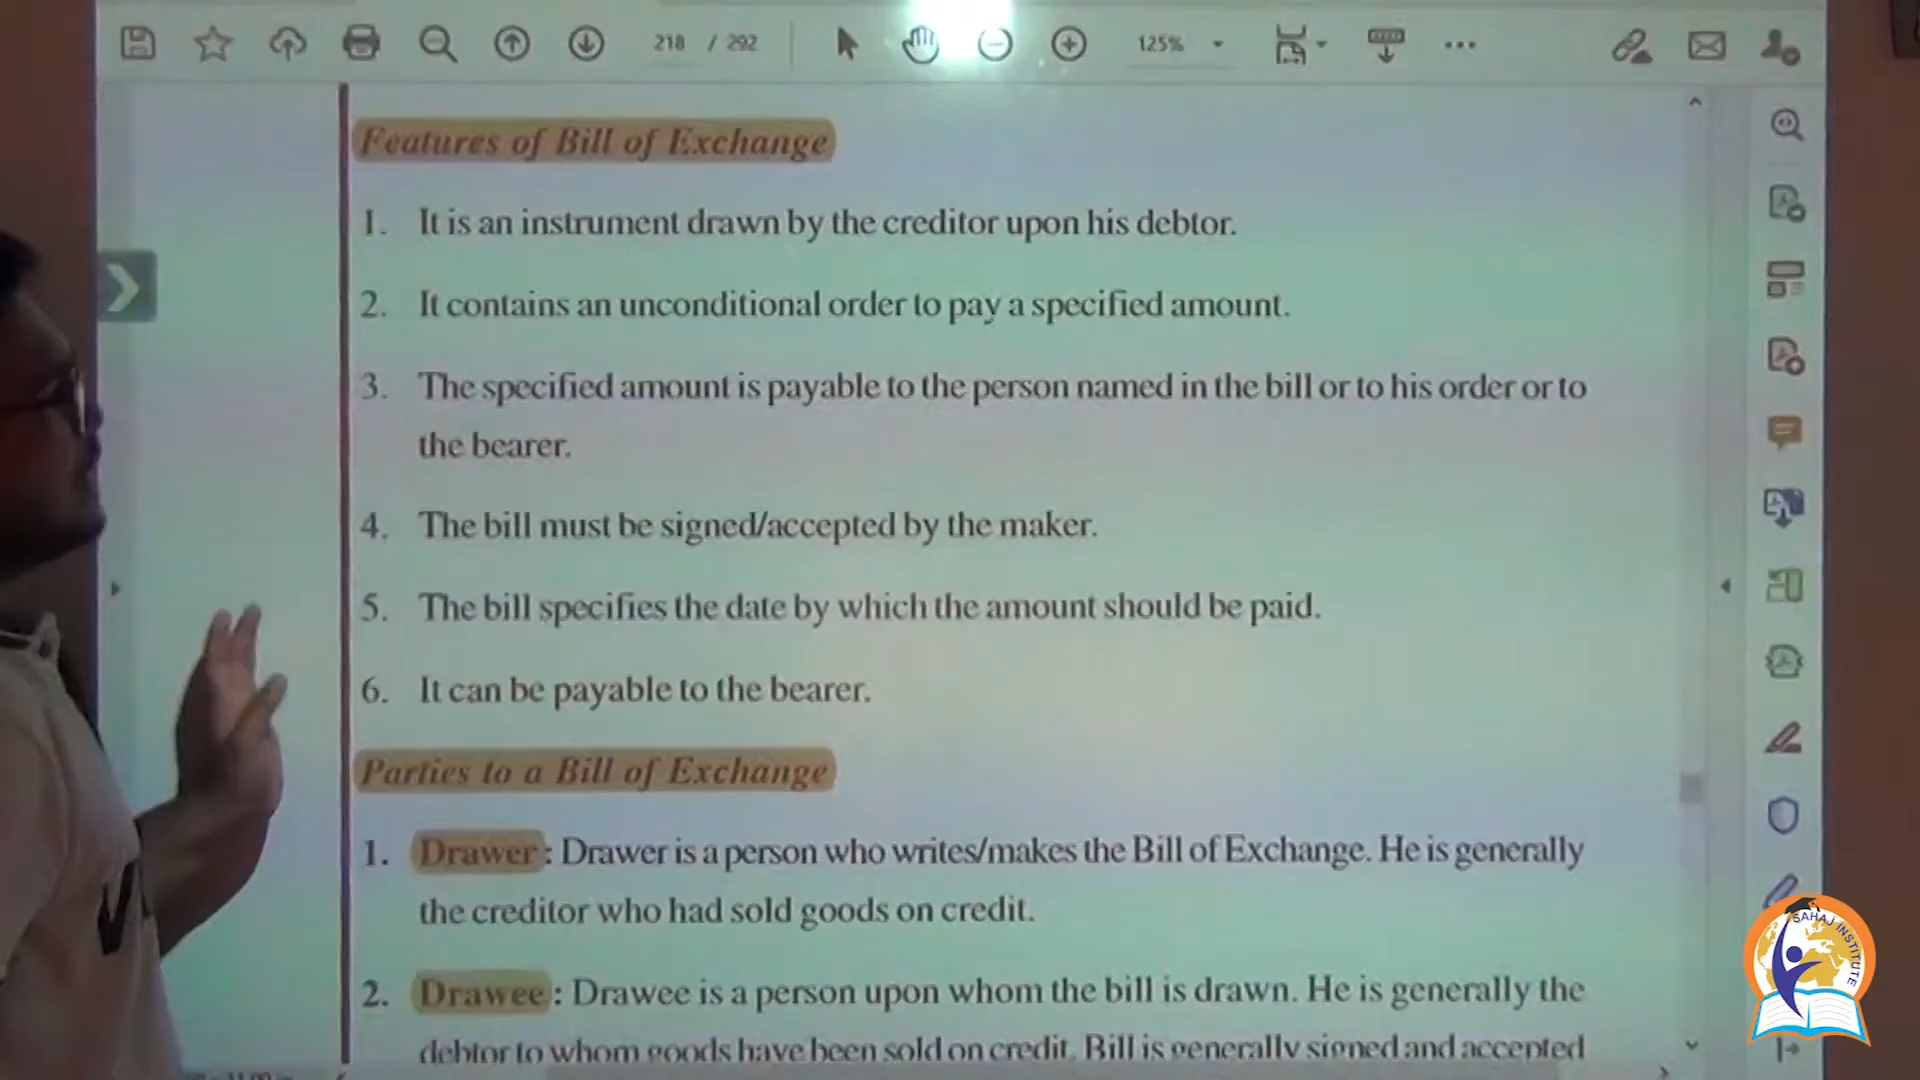 218 / 292
125%
Features of Bill of Exchange
1. It is an instrument drawn by the creditor upon his debtor.
2. It contains an unconditional order to pay a specified amount.
3. The specified amount is payable to the person named in the bill or to his order or to
the bearer.
4. The bill must be signed/accepted by the maker.
5. The bill specifies the date by which the amount should be paid.
6. It can be payable to the bearer.
Parties to a Bill of Exchange
1. Drawer : Drawer is a person who writes/makes the Bill of Exchange. He is generally
the creditor who had sold goods on credit.
2. Drawee : Drawee is a person upon whom the bill is drawn. He is generally the
debtor to whom goods have been sold on credit. Bill is generally signed and accepted
SAHAJ INSTITUTE